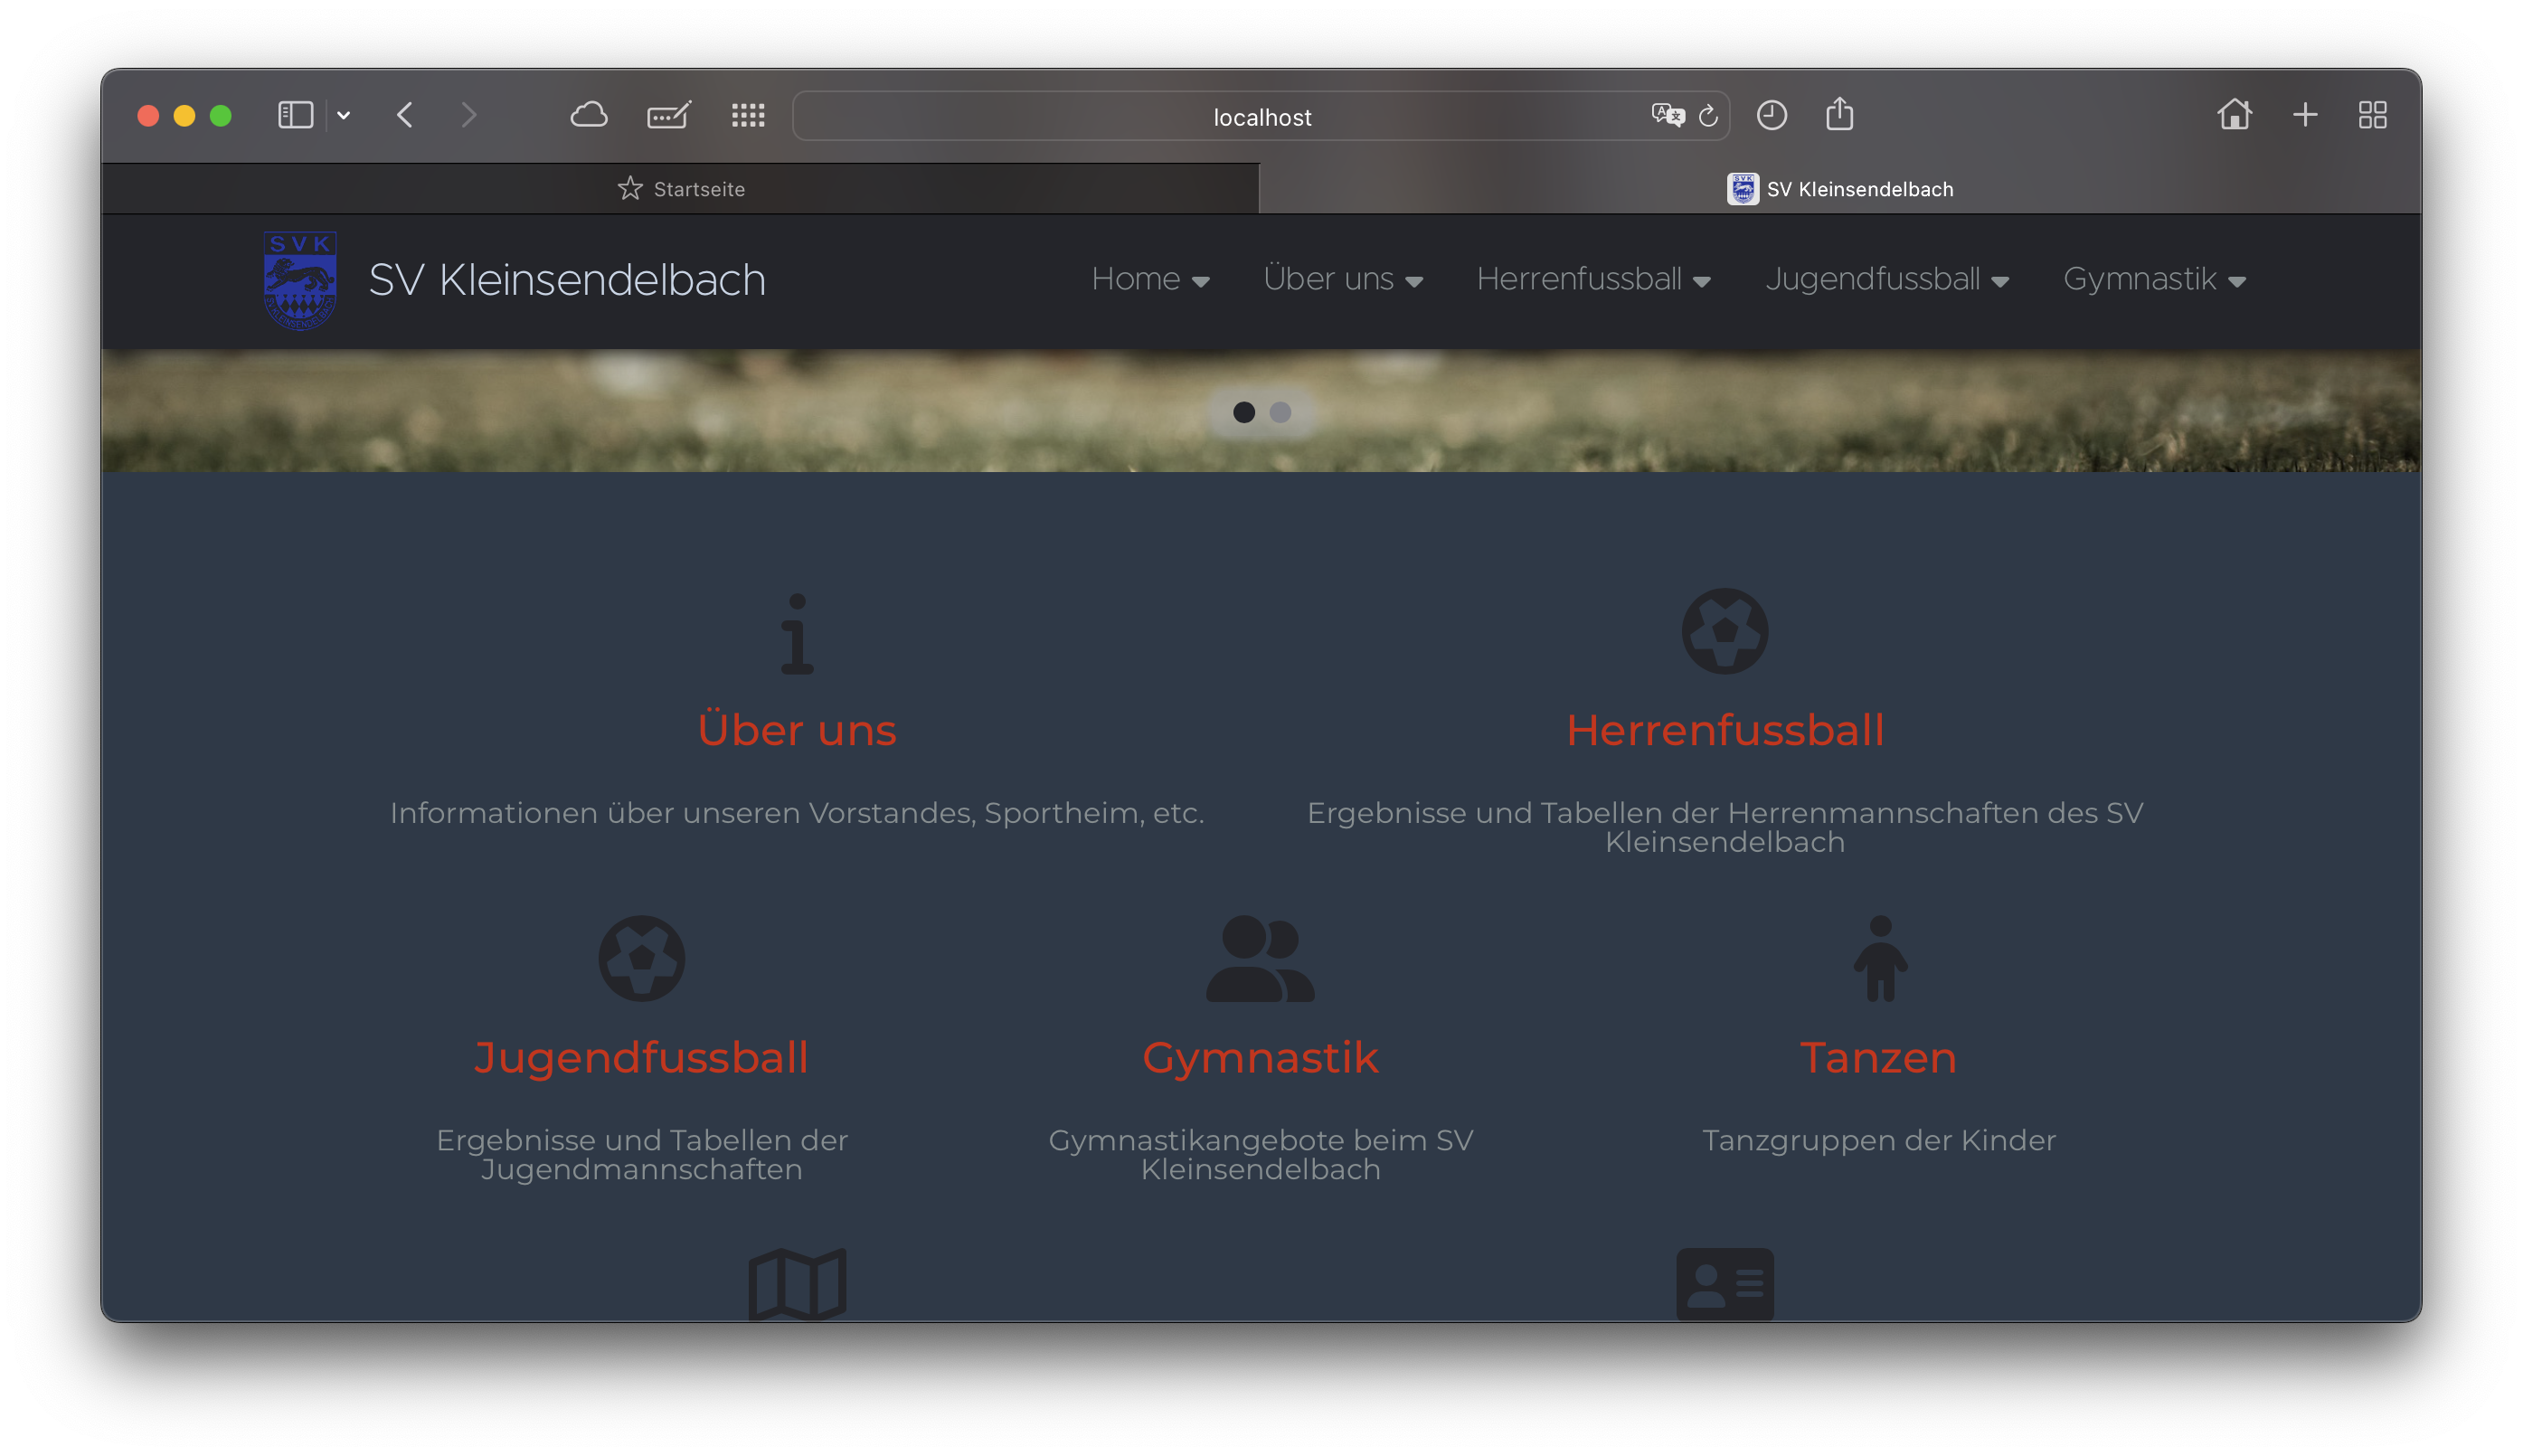 localhost
Startseite
SV Kleinsendelbach
SVK
SV KLEINSENDELBACH
SV Kleinsendelbach
Home
Über uns
Herrenfussball
Jugendfussball
Gymnastik
Über uns
Informationen über unseren Vorstandes, Sportheim, etc.
Herrenfussball
Ergebnisse und Tabellen der Herrenmannschaften des SV
Kleinsendelbach
Jugendfussball
Ergebnisse und Tabellen der
Jugendmannschaften
Gymnastik
Gymnastikangebote beim SV
Kleinsendelbach
Tanzen
Tanzgruppen der Kinder